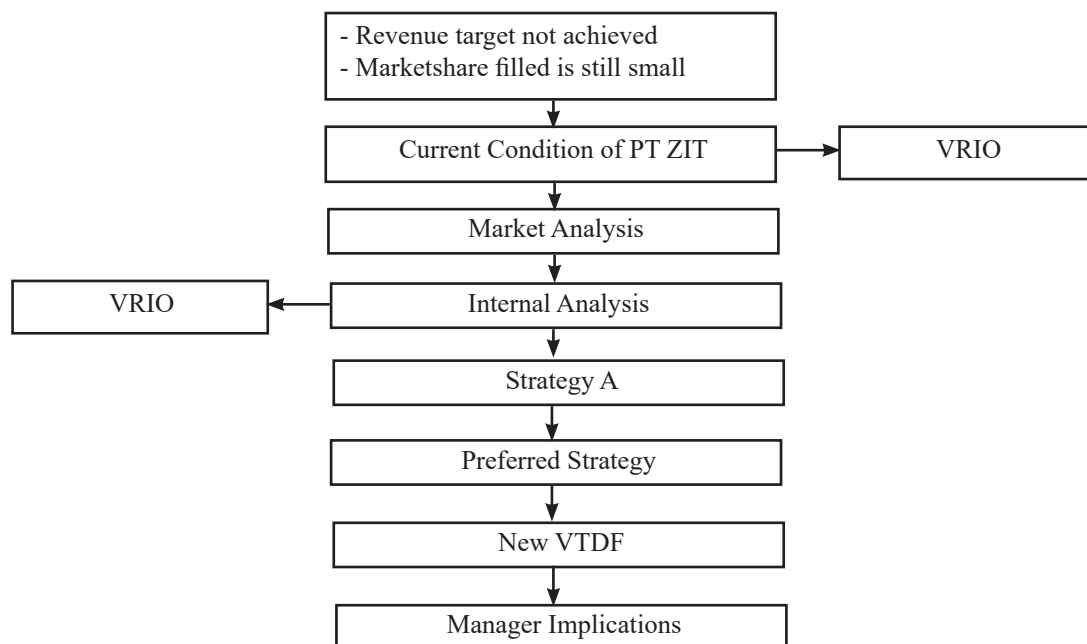 - Revenue target not achieved
- Marketshare filled is still small
Current Condition of PT ZIT
VRIO
Market Analysis
VRIO
Internal Analysis
Strategy A
Preferred Strategy
New VTDF
Manager Implications